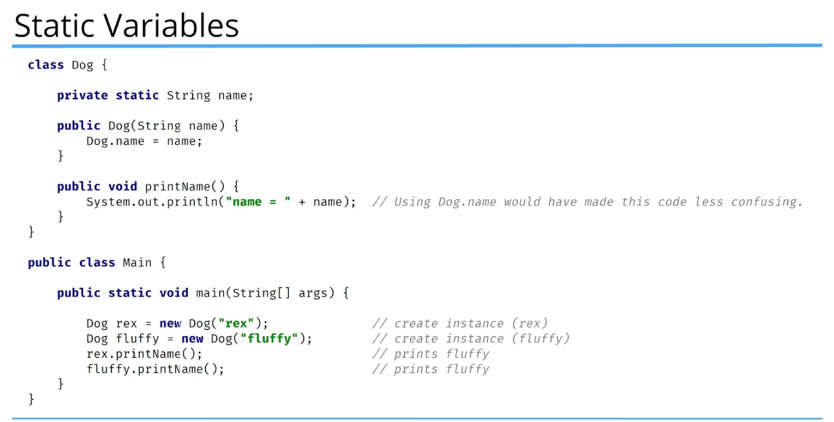 Static Variables
class Dog {
private static String name;
public Dog(String name) {
Dog.name = name;
}
public void printName() {
System.out.println("name = " + name);  // Using Dog.name would have made this code less confusing.
}
}
public class Main {
public static void main(String[] args) {
Dog rex = new Dog("rex");  // create instance (rex)
Dog fluffy = new Dog("fluffy");  // create instance (fluffy)
rex.printName();  // prints fluffy
fluffy.printName();  // prints fluffy
}
}